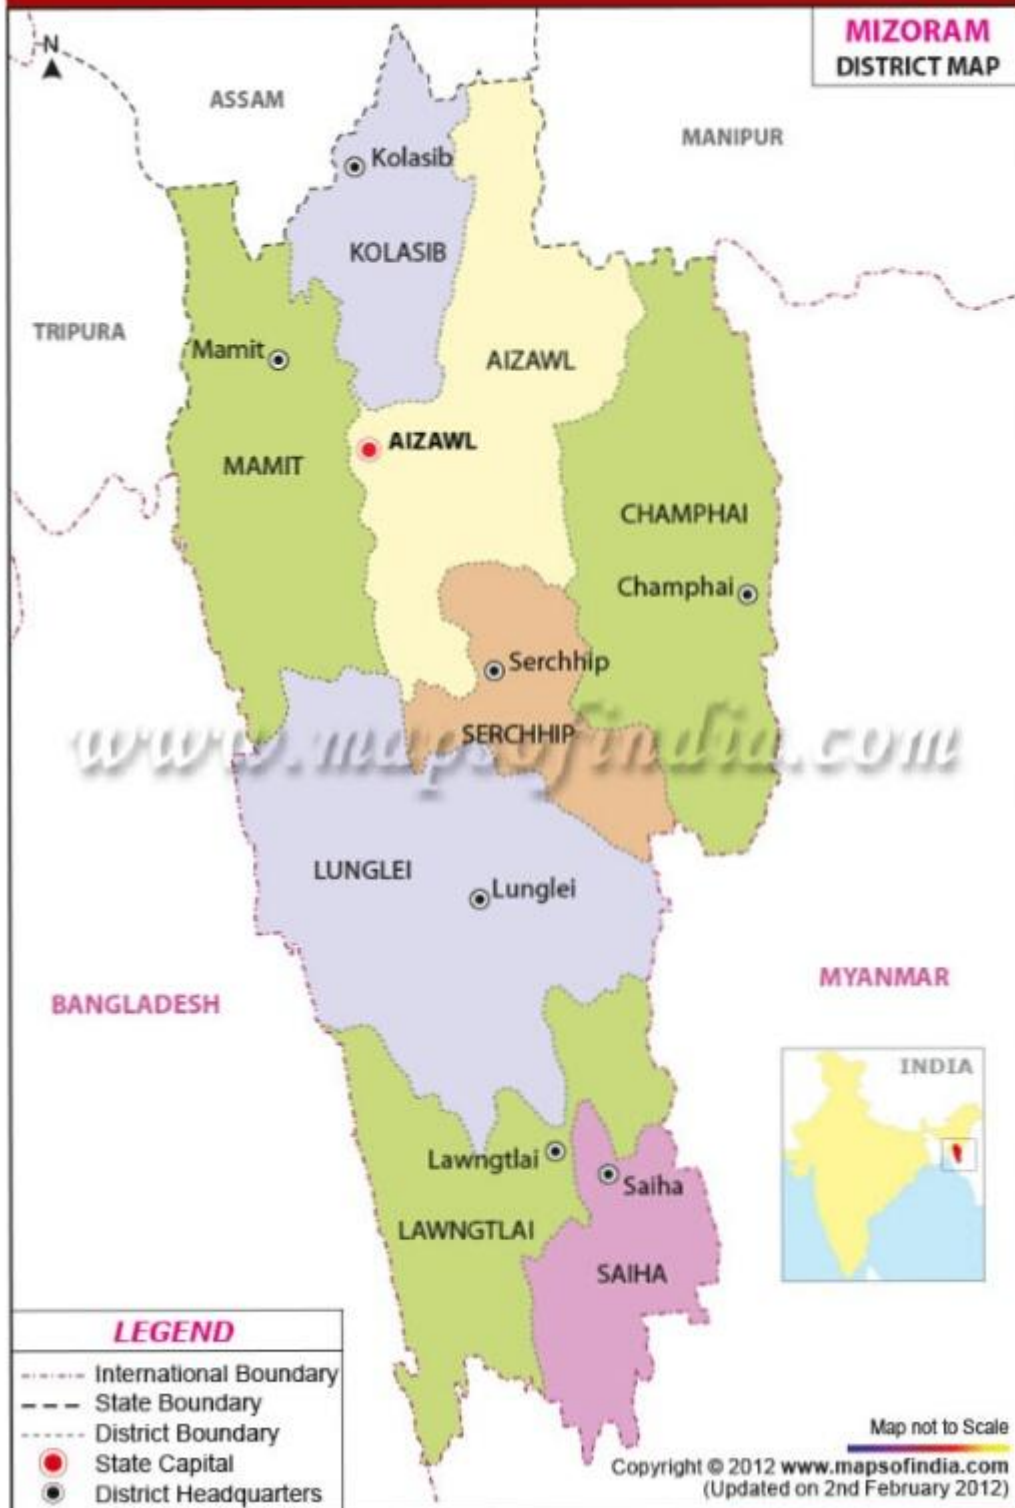 MIZORAM
DISTRICT MAP
N
ASSAM
MANIPUR
Kolasib
KOLASIB
TRIPURA
Mamit
AIZAWL
AIZAWL
MAMIT
CHAMPHAI
Champhai
Serchhip
SERCHHIP
www.mapsofindia.com
LUNGLEI
Lunglei
MYANMAR
BANGLADESH
INDIA
Lawngtlai
Saiha
LAWNGTLAI
SAIHA
LEGEND
International Boundary
State Boundary
District Boundary
State Capital
District Headquarters
Map not to Scale
Copyright © 2012 www.mapsofindia.com
(Updated on 2nd February 2012)